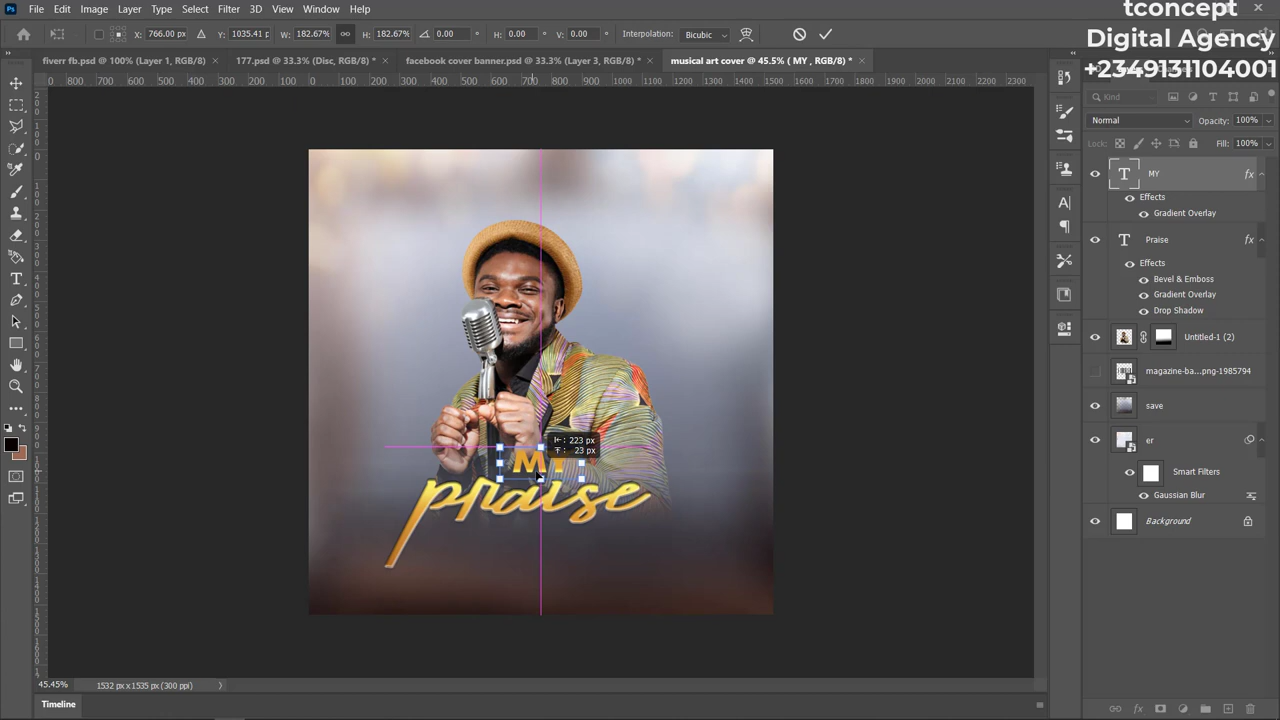 tconcept
Digital Agency
+2349131104001
File Edit Image Layer Type Select Filter 3D View Window Help
X: 766.00 px Y: 1035.41 p W: 182.67% H: 182.67% 0.00 ° H: 0.00 ° V: 0.00 ° Interpolation: Bicubic
fiverr fb.psd @ 100% (Layer 1, RGB/8) × 177.psd @ 33.3% (Disc, RGB/8) * × facebook cover banner.psd @ 33.3% (Layer 3, RGB/8) * × musical art cover @ 45.5% ( MY , RGB/8) * ×
Kind
Normal Opacity: 100%
Lock: Fill: 100%
MY fx
Effects
Gradient Overlay
Praise fx
Effects
Bevel & Emboss
Gradient Overlay
Drop Shadow
Untitled-1 (2)
magazine-ba...png-1985794
save
er
Smart Filters
Gaussian Blur
Background
223 px
23 px
MY
praise
45.45% 1532 px x 1535 px (300 ppi)
Timeline